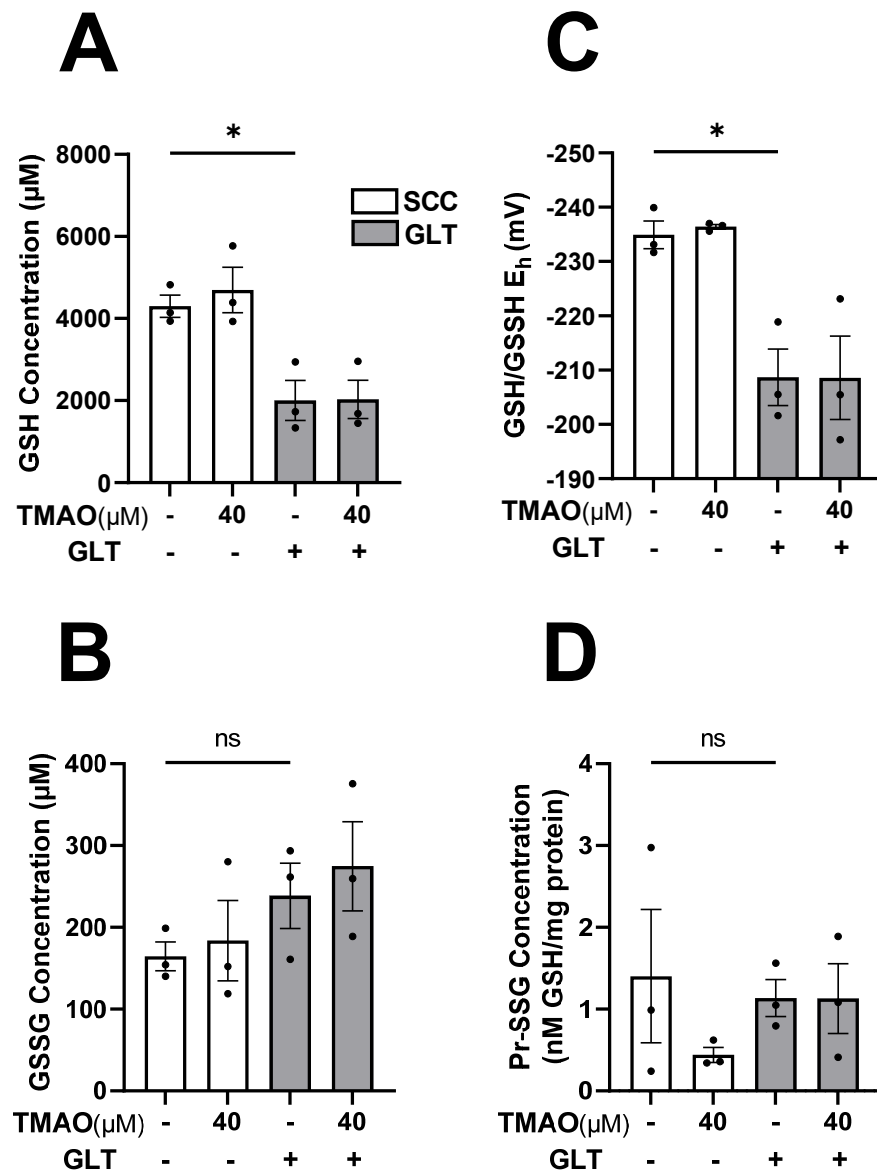 A
*
GSH Concentration (µM)
8000
6000
4000
2000
0
SCC
GLT
TMAO(µM) - 40 - 40
GLT - - + +
C
*
GSH/GSSH Eh (mV)
-250
-240
-230
-220
-210
-200
-190
TMAO(µM) - 40 - 40
GLT - - + +
B
ns
GSSG Concentration (µM)
400
300
200
100
0
TMAO(µM) - 40 - 40
GLT - - + +
D
ns
Pr-SSG Concentration
(nM GSH/mg protein)
4
3
2
1
0
TMAO(µM) - 40 - 40
GLT - - + +